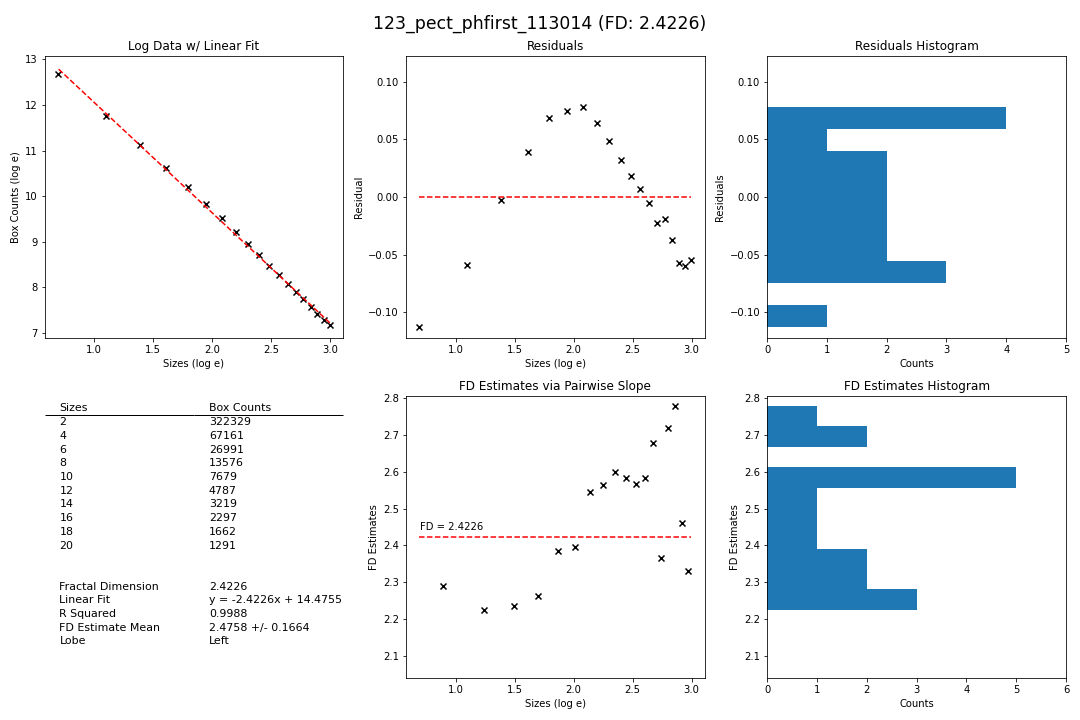 123_pect_phfirst_113014 (FD: 2.4226)
Log Data w/ Linear Fit
13
12
11
10
9
8
7
Box Counts (log e)
1.0 1.5 2.0 2.5 3.0
Sizes (log e)
Residuals
0.10
0.05
0.00
−0.05
−0.10
Residual
1.0 1.5 2.0 2.5 3.0
Sizes (log e)
Residuals Histogram
0.10
0.05
0.00
−0.05
−0.10
Residuals
0 1 2 3 4 5
Counts
Sizes Box Counts
2 322329
4 67161
6 26991
8 13576
10 7679
12 4787
14 3219
16 2297
18 1662
20 1291
Fractal Dimension 2.4226
Linear Fit y = -2.4226x + 14.4755
R Squared 0.9988
FD Estimate Mean 2.4758 +/- 0.1664
Lobe Left
FD Estimates via Pairwise Slope
2.8
2.7
2.6
2.5
2.4
2.3
2.2
2.1
FD Estimates
FD = 2.4226
1.0 1.5 2.0 2.5 3.0
Sizes (log e)
FD Estimates Histogram
2.8
2.7
2.6
2.5
2.4
2.3
2.2
2.1
FD Estimates
0 1 2 3 4 5 6
Counts